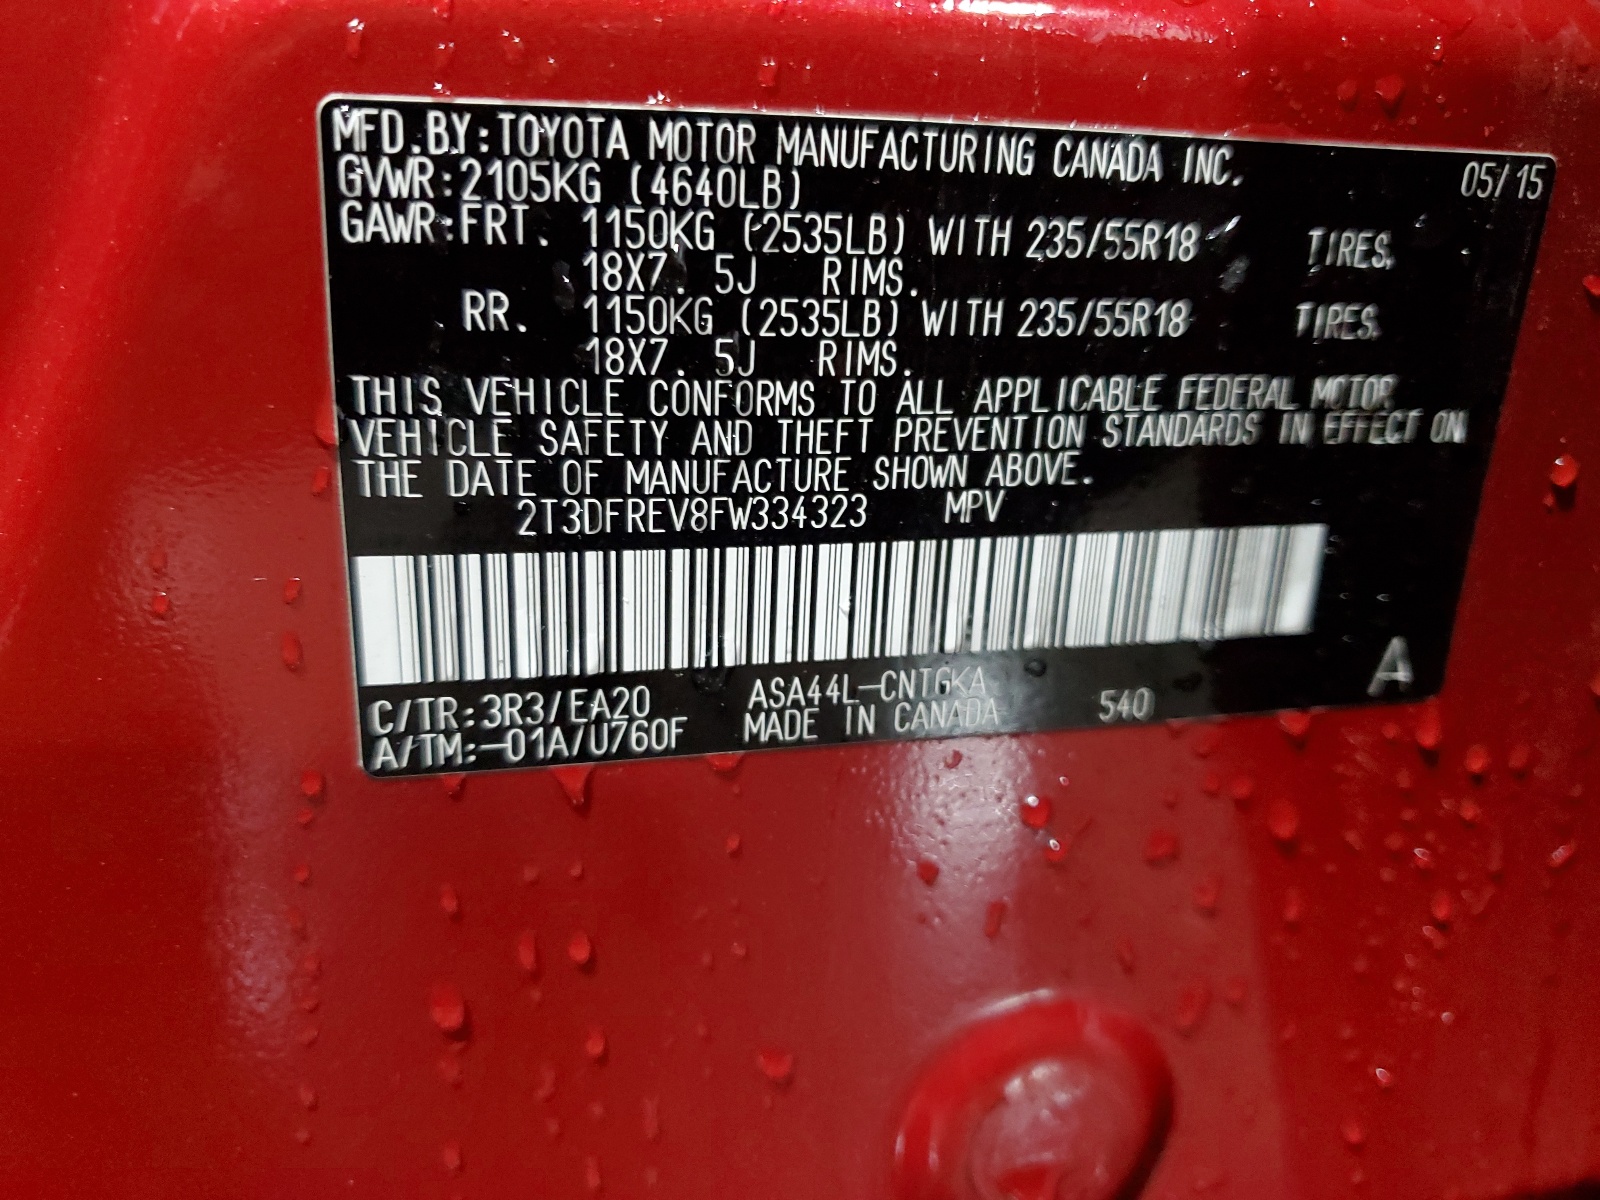 MFD.BY:TOYOTA MOTOR MANUFACTURING CANADA INC. 05/15
GVWR:2105KG (4640LB)
GAWR:FRT. 1150KG (2535LB) WITH 235/55R18 TIRES,
18X7. 5J RIMS.
RR. 1150KG (2535LB) WITH 235/55R18 TIRES,
18X7. 5J RIMS.
THIS VEHICLE CONFORMS TO ALL APPLICABLE FEDERAL MOTOR
VEHICLE SAFETY AND THEFT PREVENTION STANDARDS IN EFFECT ON
THE DATE OF MANUFACTURE SHOWN ABOVE.
2T3DFREV8FW334323 MPV
A
C/TR:3R3/EA20 ASA44L-CNTGKA
A/TM:-01A/U760F MADE IN CANADA 540